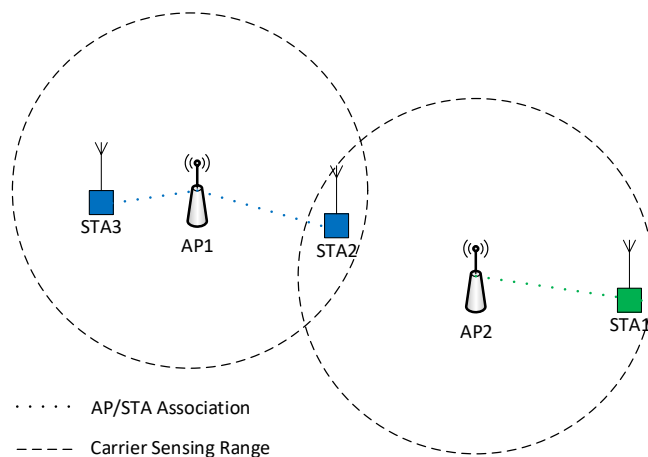 STA3
AP1
STA2
AP2
STA1
AP/STA Association
Carrier Sensing Range